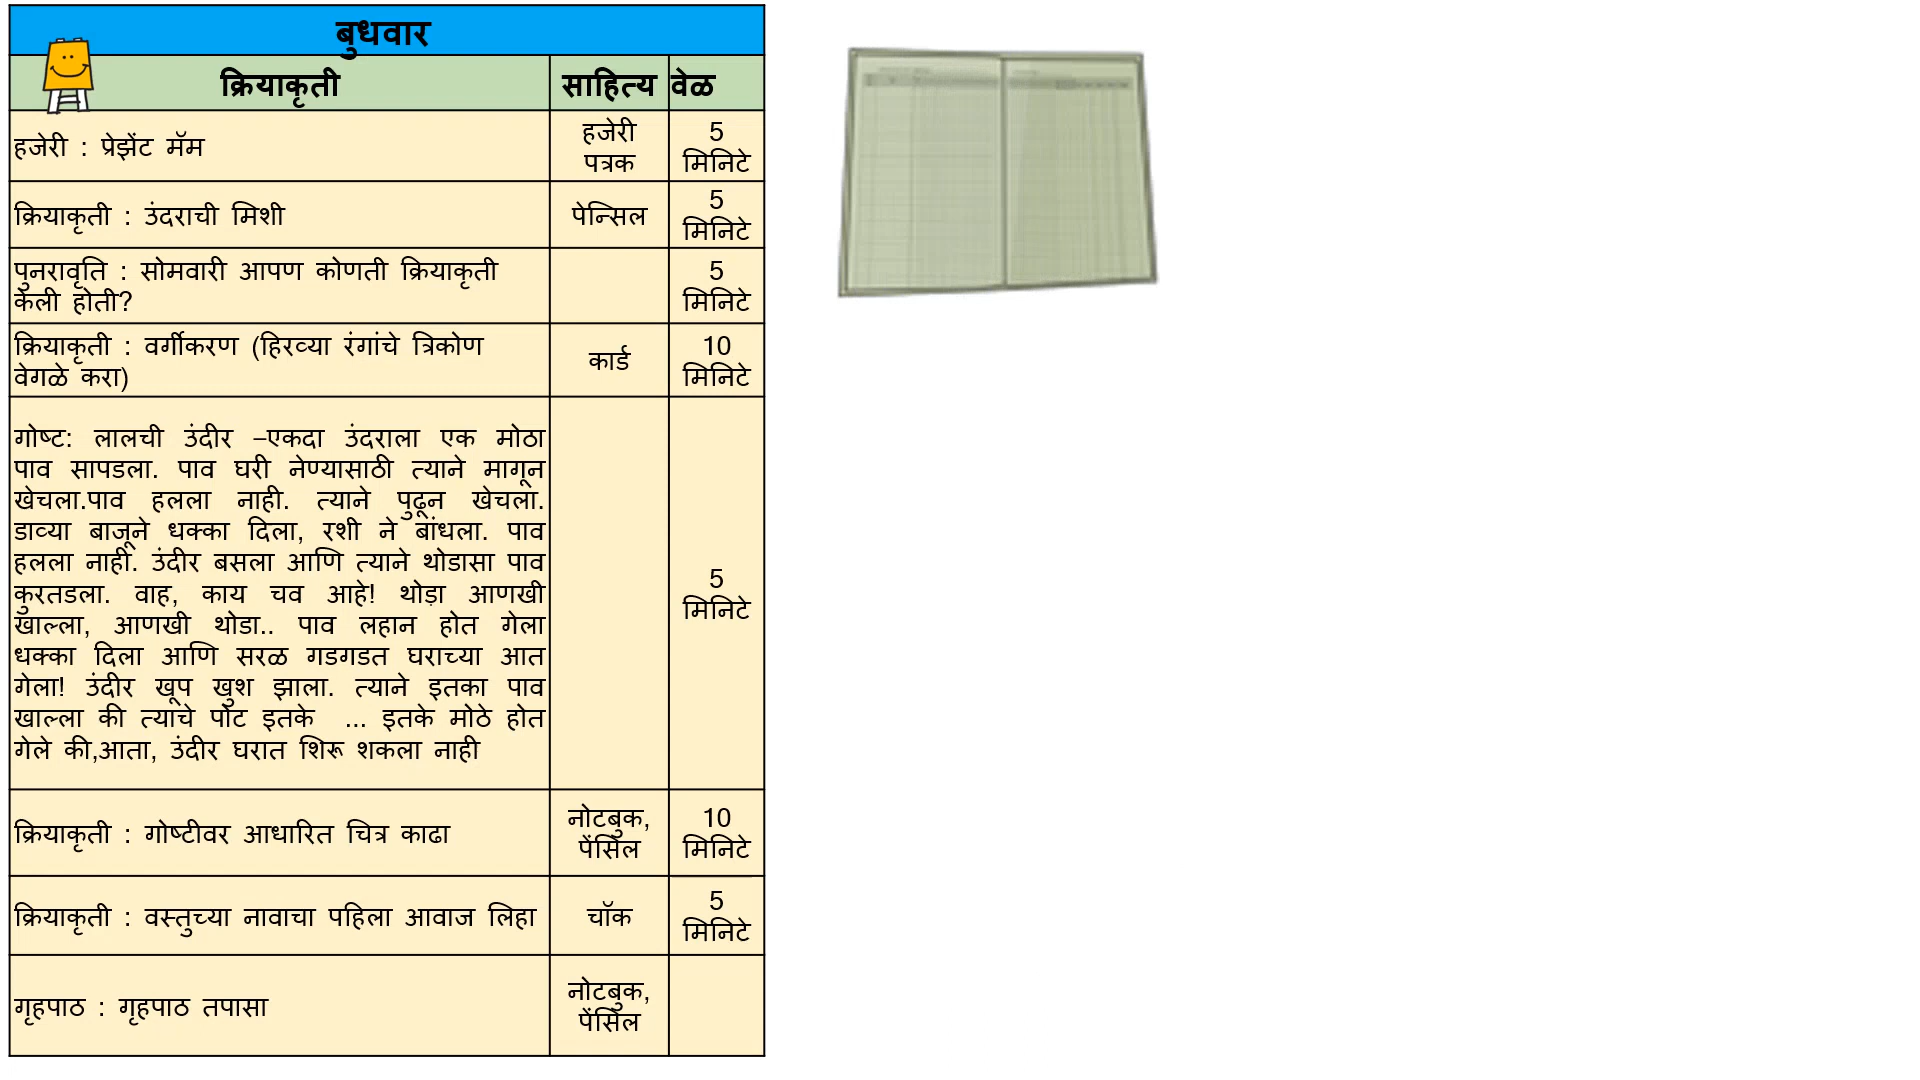 बुधवार
क्रियाकृती साहित्य वेळ
हजेरी : प्रेझेंट मॅम
हजेरी
पत्रक
5
मिनिटे
क्रियाकृती : उंदराची मिशी
पेन्सिल
5
मिनिटे
पुनरावृति : सोमवारी आपण कोणती क्रियाकृती
केली होती?
5
मिनिटे
क्रियाकृती : वर्गीकरण (हिरव्या रंगांचे त्रिकोण
वेगळे करा)
कार्ड
10
मिनिटे
गोष्ट: लालची उंदीर –एकदा उंदराला एक मोठा
पाव सापडला. पाव घरी नेण्यासाठी त्याने मागून
खेचला.पाव हलला नाही. त्याने पुढून खेचला.
डाव्या बाजूने धक्का दिला, रशी ने बांधला. पाव
हलला नाही. उंदीर बसला आणि त्याने थोडासा पाव
कुरतडला. वाह, काय चव आहे! थोड़ा आणखी
खाल्ला, आणखी थोडा.. पाव लहान होत गेला
धक्का दिला आणि सरळ गडगडत घराच्या आत
गेला! उंदीर खूप खुश झाला. त्याने इतका पाव
खाल्ला की त्याचे पोट इतके ... इतके मोठे होत
गेले की,आता, उंदीर घरात शिरू शकला नाही
5
मिनिटे
क्रियाकृती : गोष्टीवर आधारित चित्र काढा
नोटबुक,
पेंसिल
10
मिनिटे
क्रियाकृती : वस्तुच्या नावाचा पहिला आवाज लिहा
चॉक
5
मिनिटे
गृहपाठ : गृहपाठ तपासा
नोटबुक,
पेंसिल